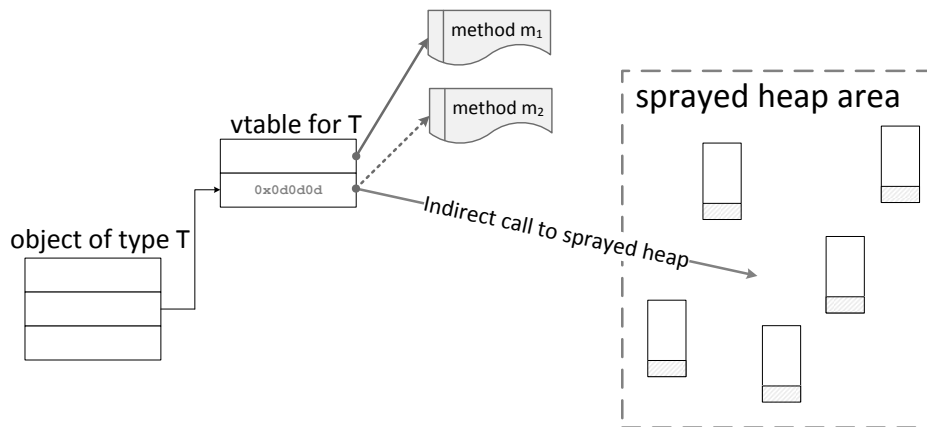 method m₁
sprayed heap area
method m₂
vtable for T
0x0d0d0d
Indirect call to sprayed heap
object of type T